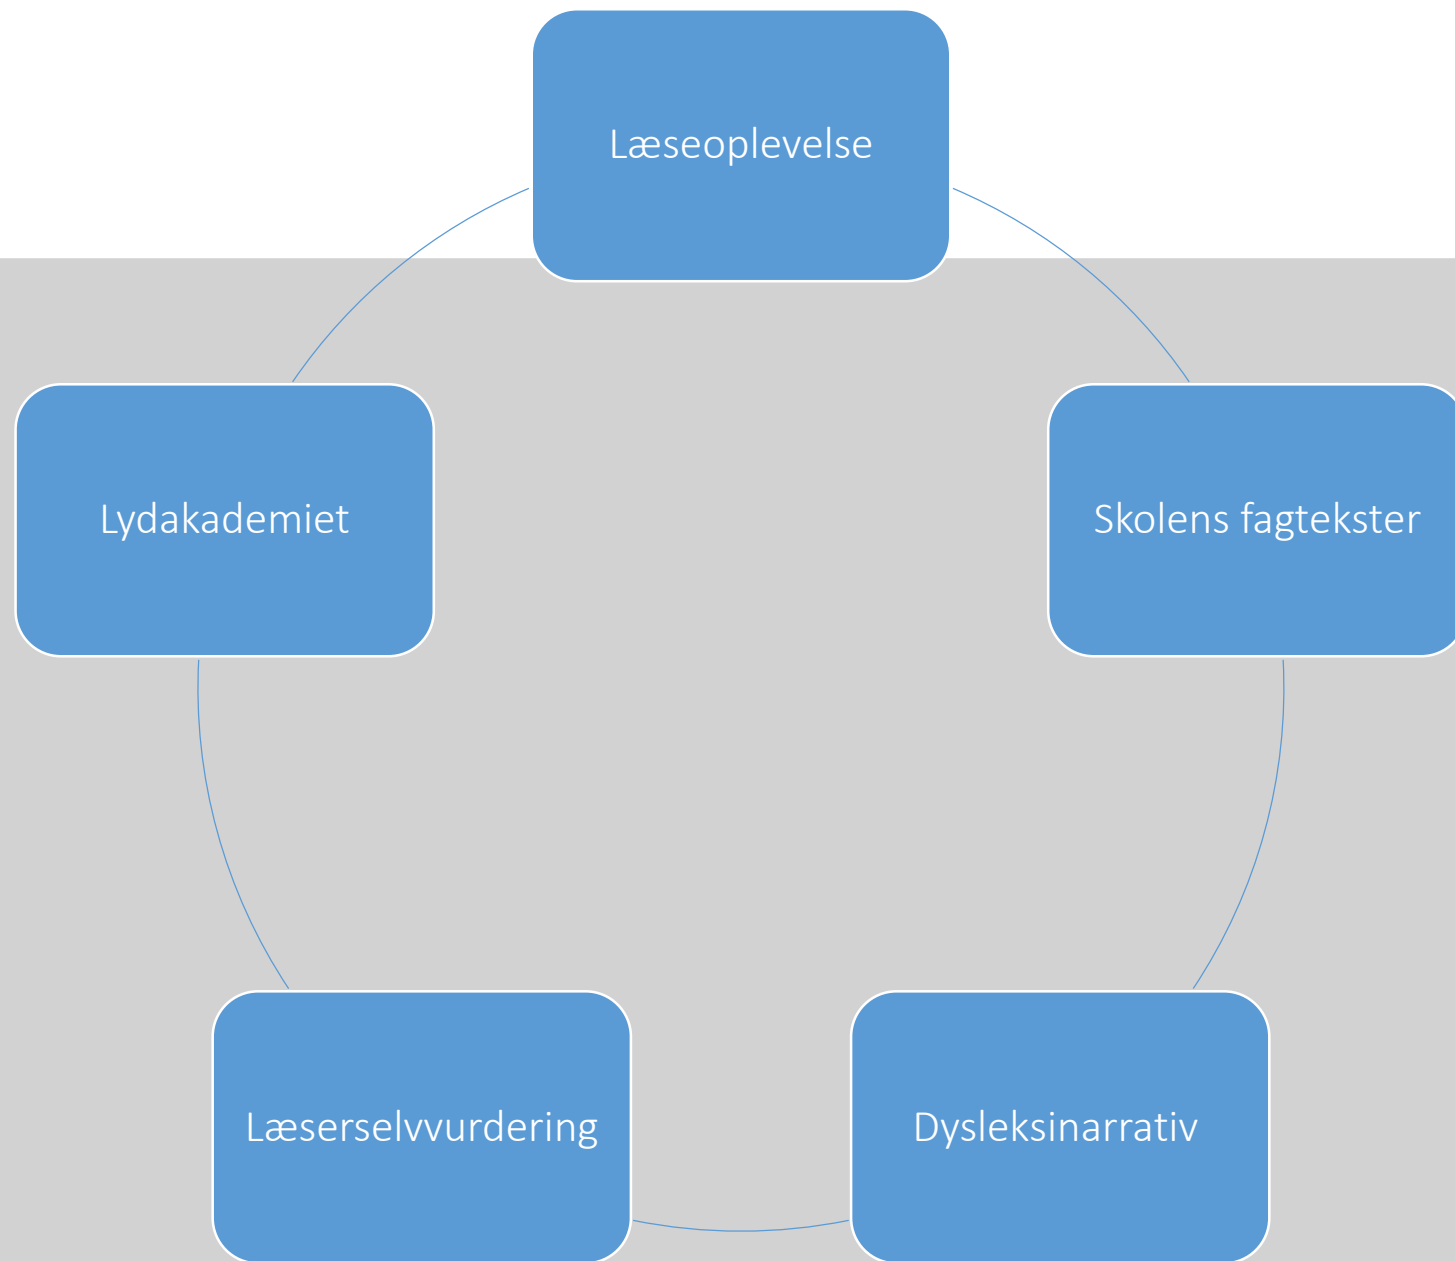 Læseoplevelse
Skolens fagtekster
Dysleksinarrativ
Læserselvvurdering
Lydakademiet